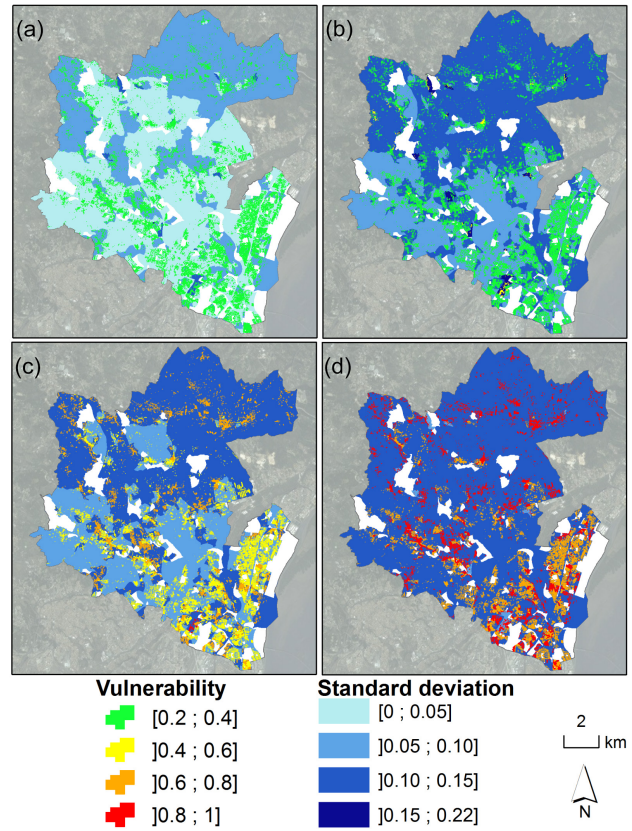 (a)
(b)
(c)
(d)
Vulnerability
]0.2 ; 0.4]
]0.4 ; 0.6]
]0.6 ; 0.8]
]0.8 ; 1]
Standard deviation
[0 ; 0.05]
]0.05 ; 0.10]
]0.10 ; 0.15]
]0.15 ; 0.22]
2
km
N